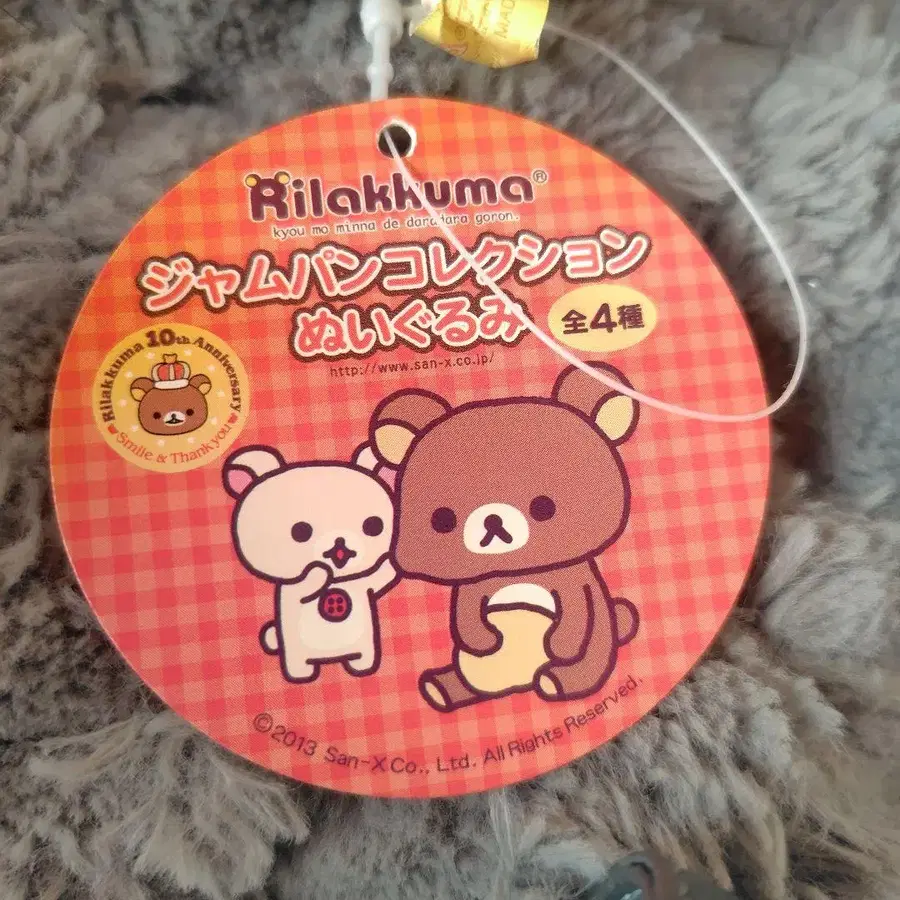 MADE
Rilakkuma®
kyou mo minna de daradara goron.
ジャムパンコレクション
ぬいぐるみ
全4種
http://www.san-x.co.jp/
Rilakkuma 10th Anniversary
Smile & Thankyou
©2013 San-X Co., Ltd. All Rights Reserved.